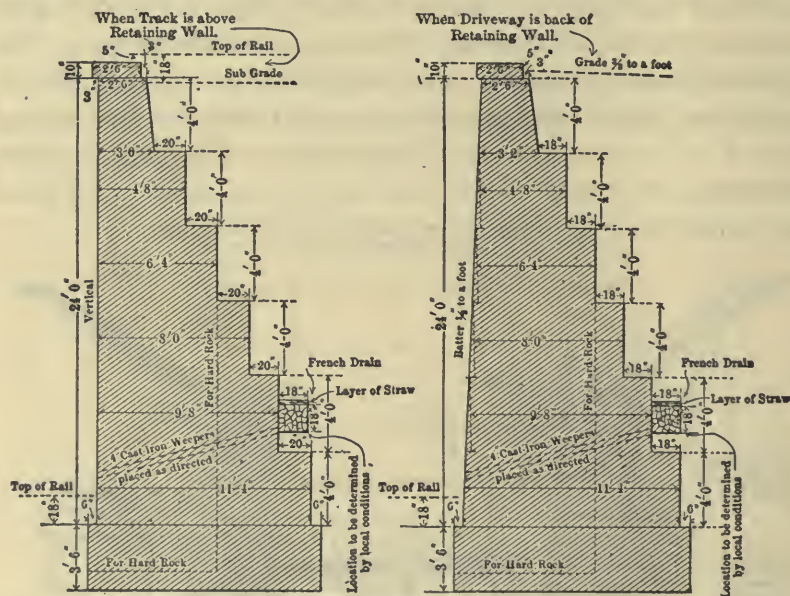 When Track is above
Retaining Wall.
5"
3"
Top of Rail
18"
10"
2'6"
Sub Grade
3"
2'6"
4'-0"
20"
3'6"
4'8"
4'-0"
20"
6'4"
4'-0"
24'0"
Vertical
20"
8'0"
For Hard Rock
4'-0"
20"
French Drain
18"
Layer of Straw
9'8"
18"
4'-0"
4" Cast Iron Weepers
placed as directed
20"
Top of Rail
11'4"
4'-0"
18"
6"
6"
Location to be determined
by local conditions
3'6"
For Hard Rock
When Driveway is back of
Retaining Wall.
5"
3"
Grade 3/8" to a foot
10"
2'6"
2'6"
4'-0"
18"
3'2"
4'8"
4'-0"
18"
6'4"
4'-0"
24'0"
Batter 1/2" to a foot
18"
8'0"
For Hard Rock
4'-0"
18"
French Drain
18"
Layer of Straw
9'8"
18"
4'-0"
4" Cast Iron Weepers
placed as directed
18"
Top of Rail
11'4"
4'-0"
18"
6"
6"
Location to be determined
by local conditions
3'6"
For Hard Rock